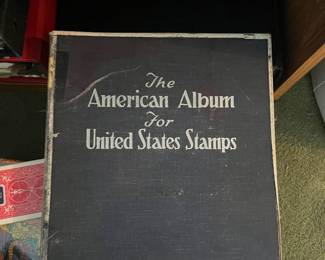 The
American Album
For
United States Stamps